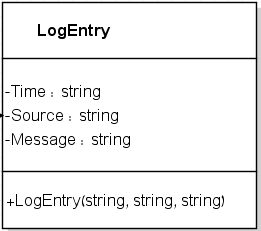 LogEntry
-Time：string
-Source：string
-Message：string
+LogEntry(string, string, string)